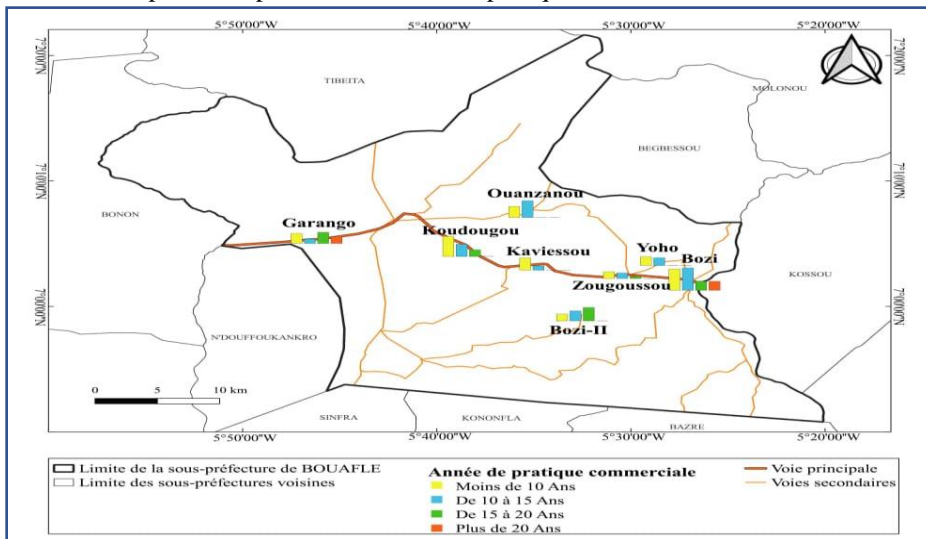 5°50'00"W 5°40'00"W 5°30'00"W 5°20'00"W
7°20'00"N 7°20'00"N
TIBEITA
MOLONOU
BEGBESSOU
7°10'00"N 7°10'00"N
Ouanzanou
BONON
Garango
Koudougou
Kaviessou
Yoho
Bozi
KOSSOU
Zougoussou
7°00'00"N 7°00'00"N
Bozi-II
N'DOUFFOUKANKRO
0 5 10 km
SINFRA
KONONFLA
BAZRE
5°50'00"W 5°40'00"W 5°30'00"W 5°20'00"W
Limite de la sous-préfecture de BOUAFLE
Limite des sous-préfectures voisines
Année de pratique commerciale
Moins de 10 Ans
De 10 à 15 Ans
De 15 à 20 Ans
Plus de 20 Ans
Voie principale
Voies secondaires